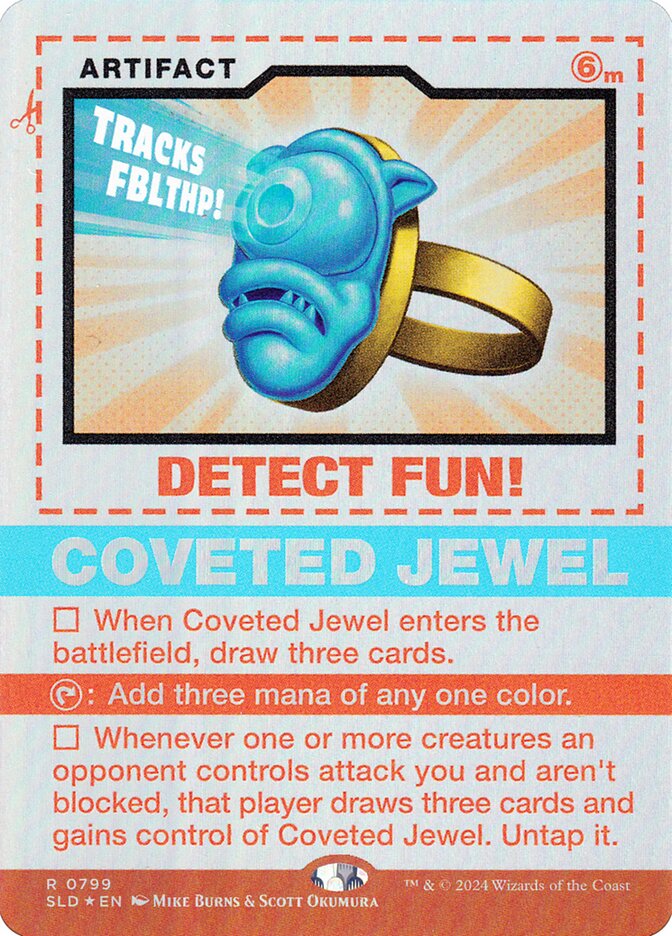 ARTIFACT
6m
TRACKS
FBLTHP!
DETECT FUN!
COVETED JEWEL
☐ When Coveted Jewel enters the
battlefield, draw three cards.
: Add three mana of any one color.
☐ Whenever one or more creatures an
opponent controls attack you and aren't
blocked, that player draws three cards and
gains control of Coveted Jewel. Untap it.
R 0799
SLD ★ EN Mike Burns & Scott Okumura
™ & © 2024 Wizards of the Coast